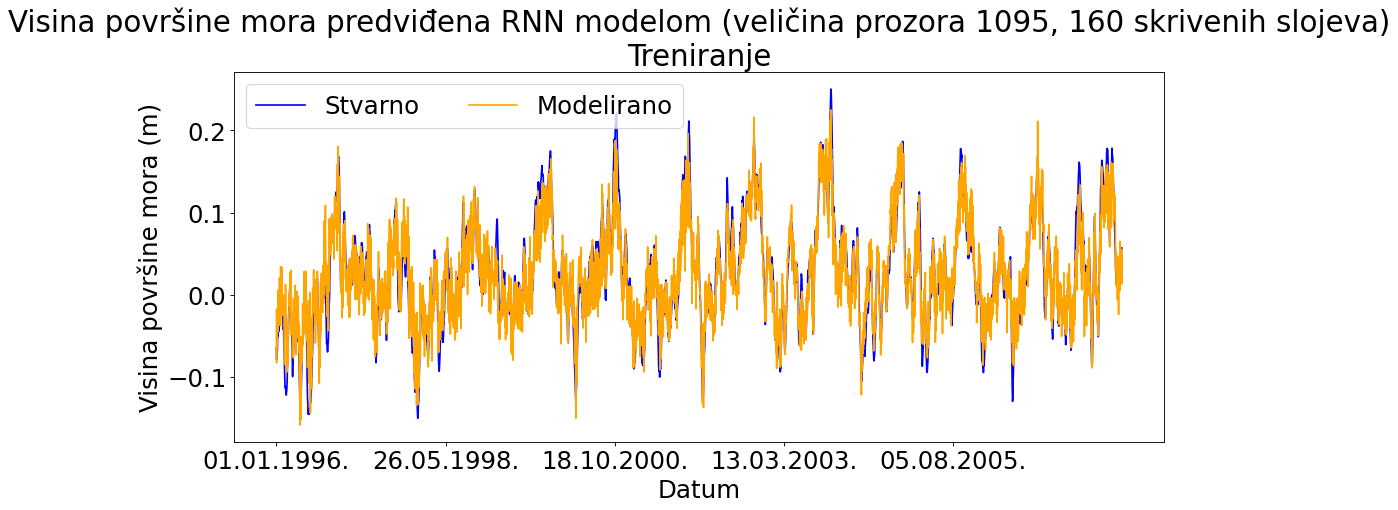 Visina površine mora predviđena RNN modelom (veličina prozora 1095, 160 skrivenih slojeva)
Treniranje
Stvarno Modelirano
Visina površine mora (m)
0.2
0.1
0.0
−0.1
01.01.1996. 26.05.1998. 18.10.2000. 13.03.2003. 05.08.2005.
Datum